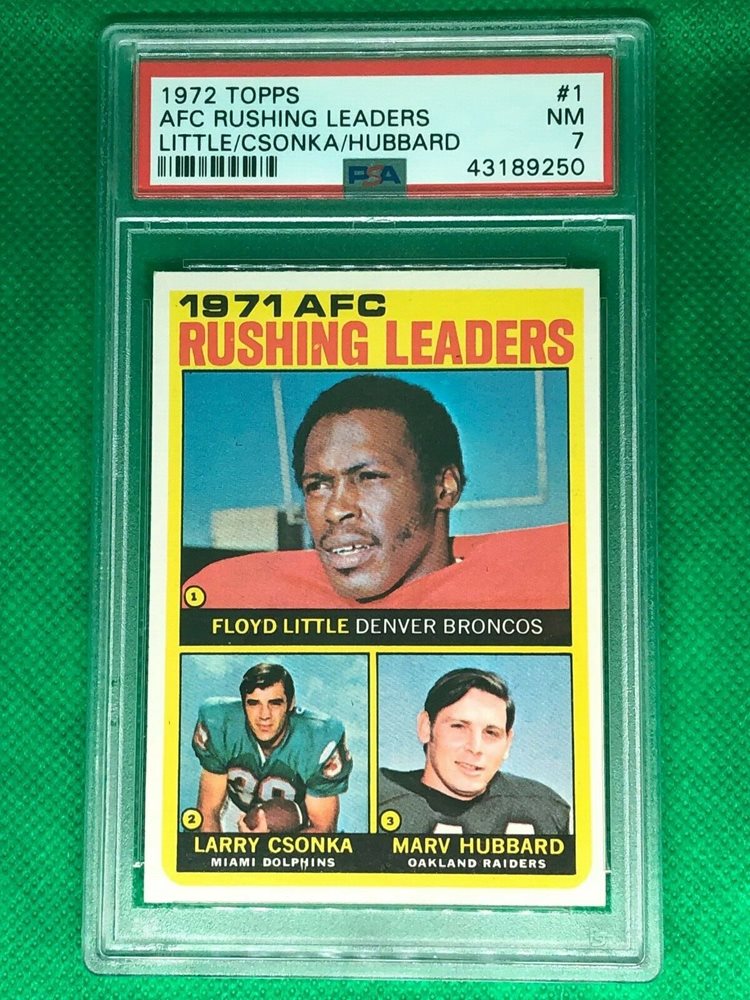 1972 TOPPS #1
AFC RUSHING LEADERS NM
LITTLE/CSONKA/HUBBARD 7
PSA 43189250
1971 AFC
RUSHING LEADERS
1
FLOYD LITTLE DENVER BRONCOS
2
LARRY CSONKA
MIAMI DOLPHINS
3
MARV HUBBARD
OAKLAND RAIDERS